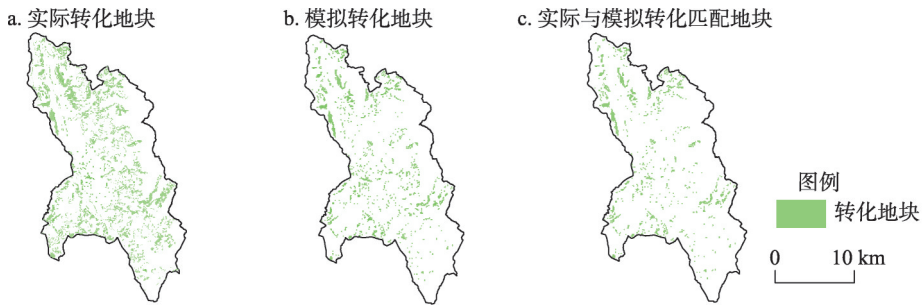 a. 实际转化地块
b. 模拟转化地块
c. 实际与模拟转化匹配地块
图例
转化地块
0 10 km